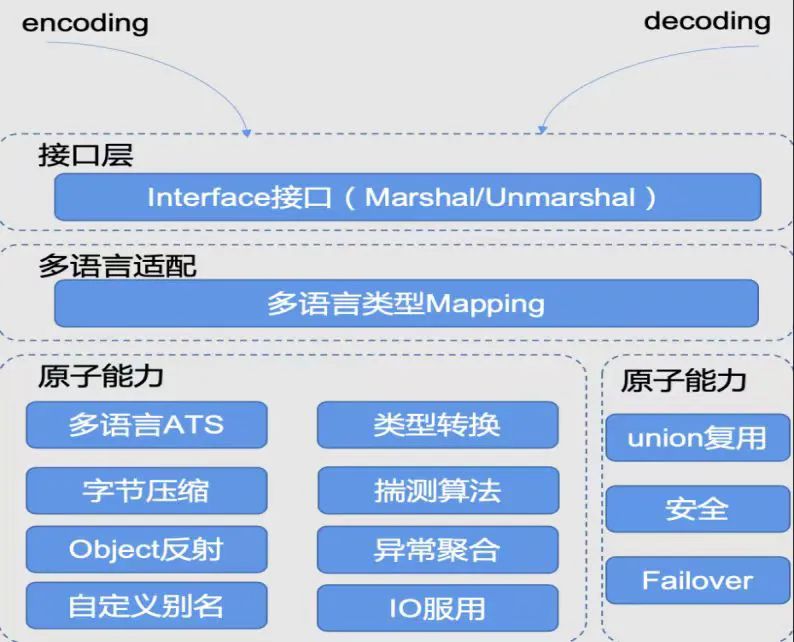 encoding
decoding
接口层
Interface接口（Marshal/Unmarshal）
多语言适配
多语言类型Mapping
原子能力
多语言ATS
类型转换
字节压缩
揣测算法
Object反射
异常聚合
自定义别名
IO服用
原子能力
union复用
安全
Failover